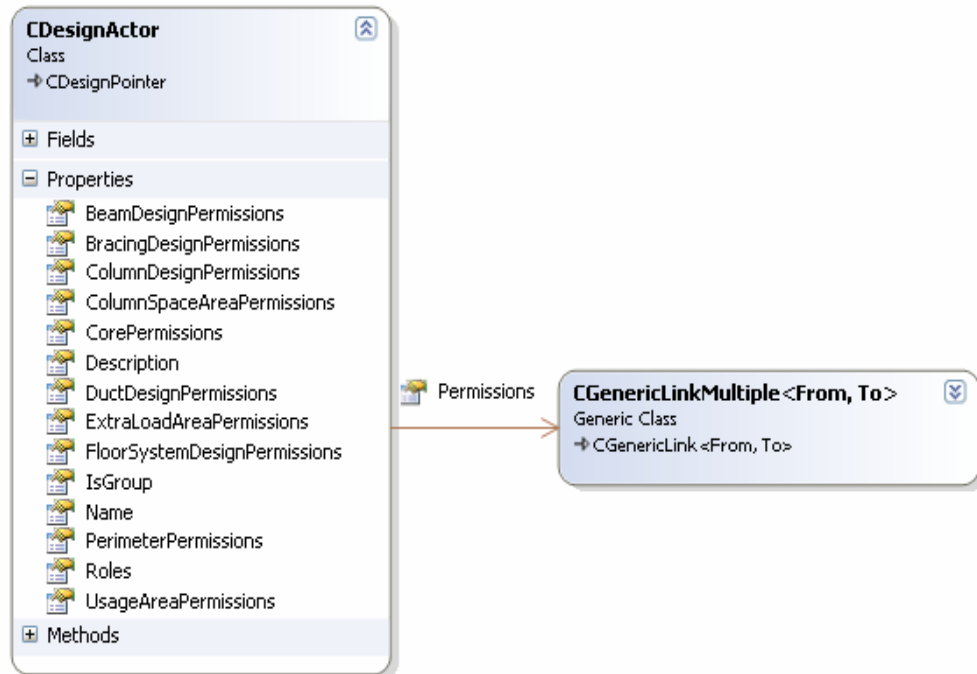 CDesignActor
Class
CDesignPointer
Fields
Properties
BeamDesignPermissions
BracingDesignPermissions
ColumnDesignPermissions
ColumnSpaceAreaPermissions
CorePermissions
Description
DuctDesignPermissions
ExtraLoadAreaPermissions
FloorSystemDesignPermissions
IsGroup
Name
PerimeterPermissions
Roles
UsageAreaPermissions
Methods
Permissions
CGenericLinkMultiple<From, To>
Generic Class
CGenericLink<From, To>